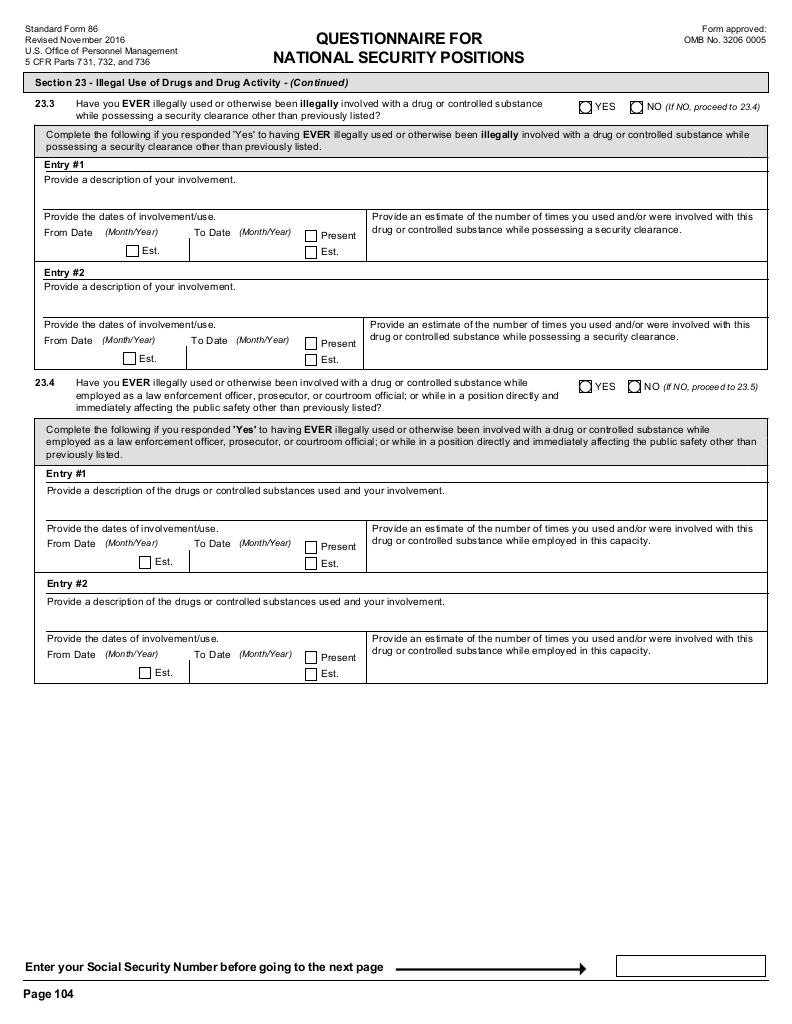 Standard Form 86
Revised November 2016
U.S. Office of Personnel Management
5 CFR Parts 731, 732, and 736
QUESTIONNAIRE FOR
NATIONAL SECURITY POSITIONS
Form approved:
OMB No. 3206 0005
Section 23 - Illegal Use of Drugs and Drug Activity - (Continued)
23.3 Have you EVER illegally used or otherwise been illegally involved with a drug or controlled substance
while possessing a security clearance other than previously listed?
YES NO (If NO, proceed to 23.4)
Complete the following if you responded 'Yes' to having EVER illegally used or otherwise been illegally involved with a drug or controlled substance while
possessing a security clearance other than previously listed.
Entry #1
Provide a description of your involvement.
Provide the dates of involvement/use.
From Date (Month/Year) To Date (Month/Year) Present
Est. Est.
Provide an estimate of the number of times you used and/or were involved with this
drug or controlled substance while possessing a security clearance.
Entry #2
Provide a description of your involvement.
Provide the dates of involvement/use.
From Date (Month/Year) To Date (Month/Year) Present
Est. Est.
Provide an estimate of the number of times you used and/or were involved with this
drug or controlled substance while possessing a security clearance.
23.4 Have you EVER illegally used or otherwise been involved with a drug or controlled substance while
employed as a law enforcement officer, prosecutor, or courtroom official; or while in a position directly and
immediately affecting the public safety other than previously listed?
YES NO (If NO, proceed to 23.5)
Complete the following if you responded 'Yes' to having EVER illegally used or otherwise been involved with a drug or controlled substance while
employed as a law enforcement officer, prosecutor, or courtroom official; or while in a position directly and immediately affecting the public safety other than
previously listed.
Entry #1
Provide a description of the drugs or controlled substances used and your involvement.
Provide the dates of involvement/use.
From Date (Month/Year) To Date (Month/Year) Present
Est. Est.
Provide an estimate of the number of times you used and/or were involved with this
drug or controlled substance while employed in this capacity.
Entry #2
Provide a description of the drugs or controlled substances used and your involvement.
Provide the dates of involvement/use.
From Date (Month/Year) To Date (Month/Year) Present
Est. Est.
Provide an estimate of the number of times you used and/or were involved with this
drug or controlled substance while employed in this capacity.
Enter your Social Security Number before going to the next page
Page 104